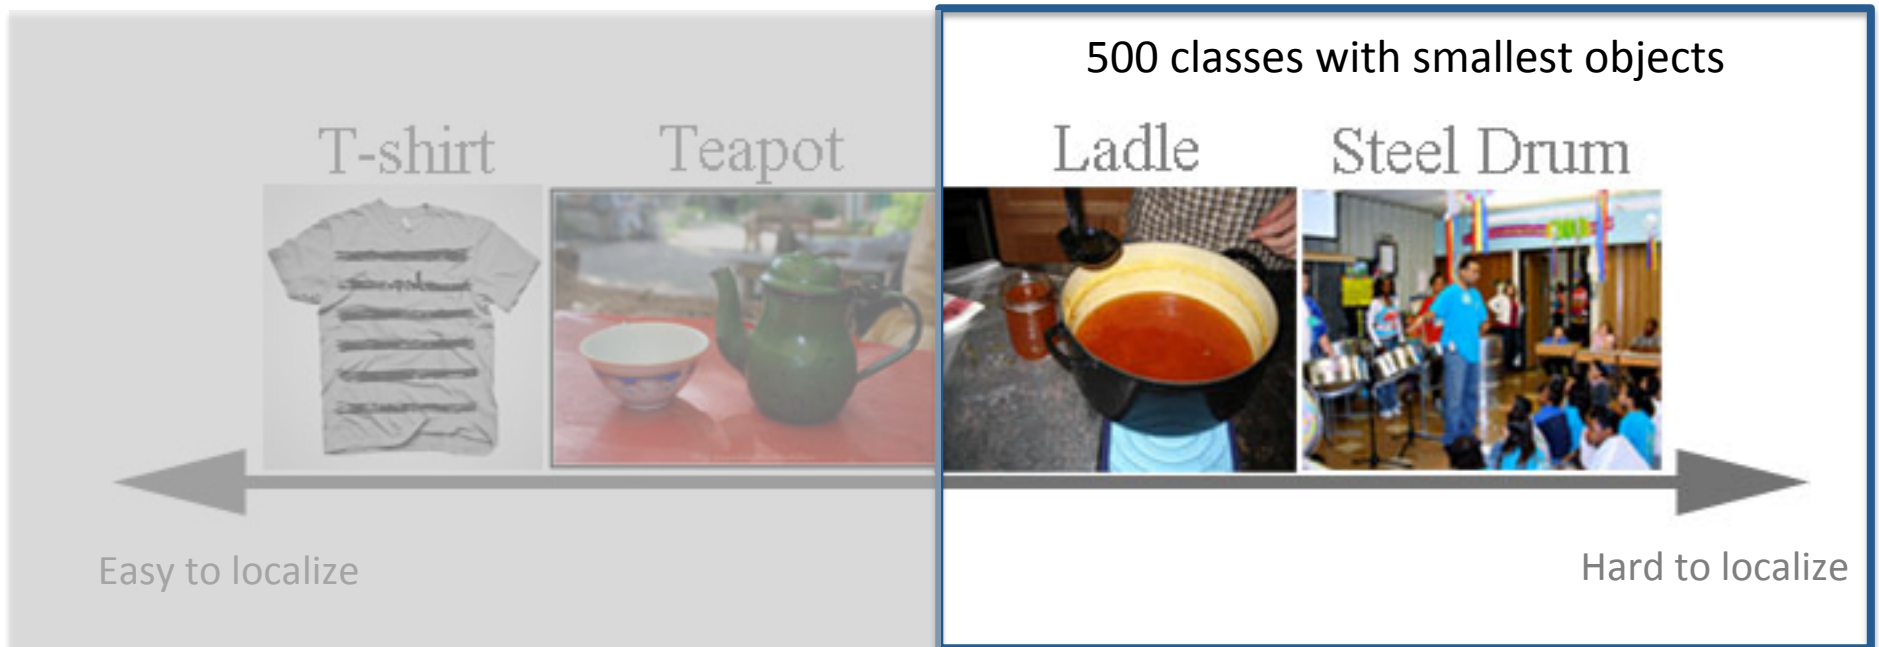 500 classes with smallest objects
T-shirt
Teapot
Ladle
Steel Drum
Easy to localize
Hard to localize